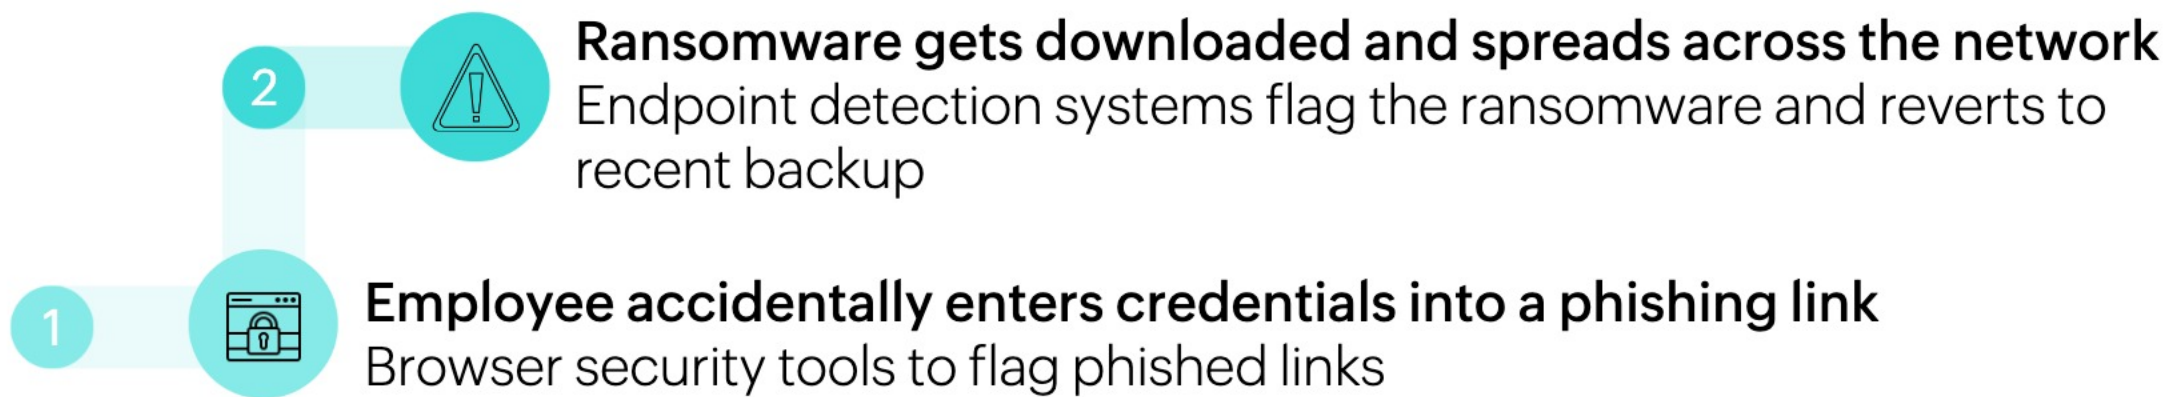 2
Ransomware gets downloaded and spreads across the network
Endpoint detection systems flag the ransomware and reverts to
recent backup
1
Employee accidentally enters credentials into a phishing link
Browser security tools to flag phished links